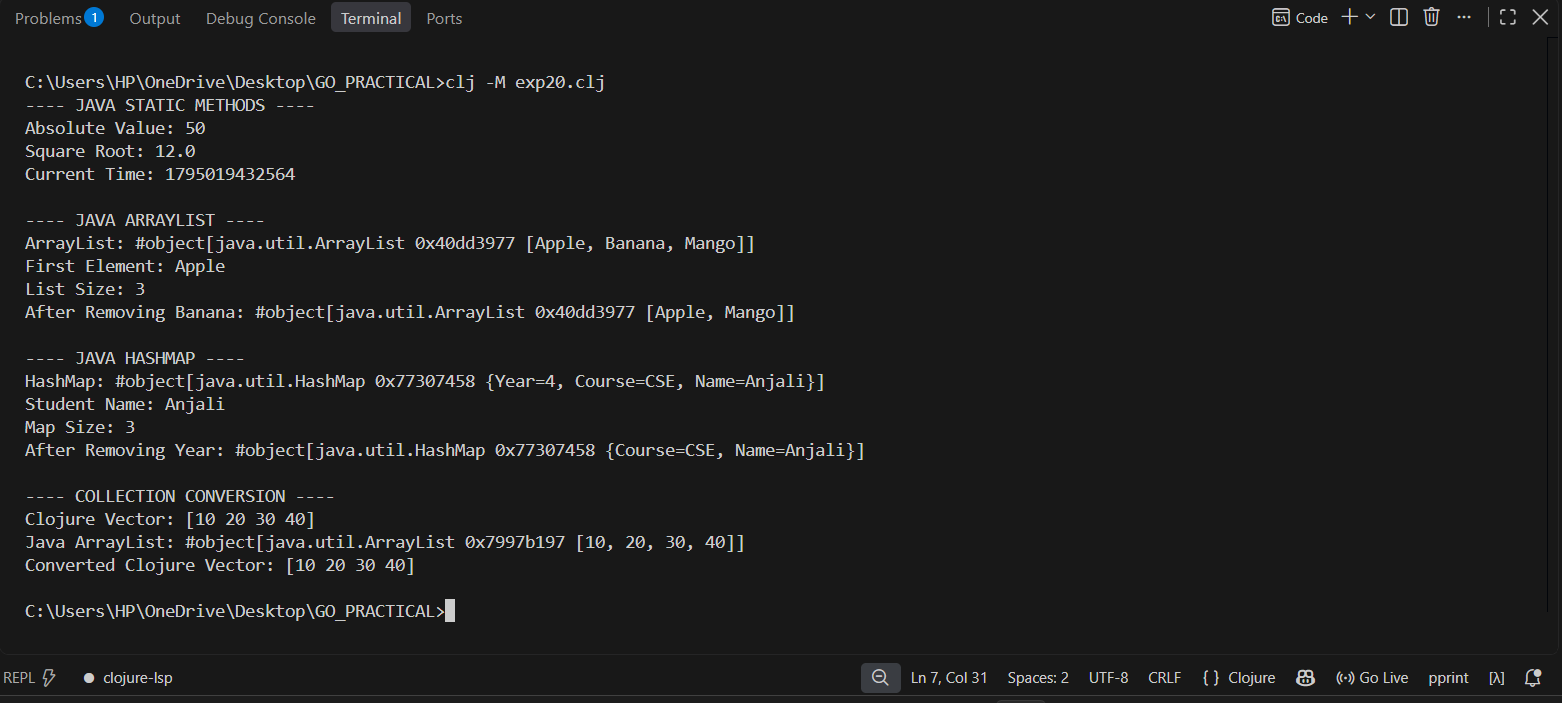 Problems 1 Output Debug Console Terminal Ports Code
C:\Users\HP\OneDrive\Desktop\GO_PRACTICAL>clj -M exp20.clj
---- JAVA STATIC METHODS ----
Absolute Value: 50
Square Root: 12.0
Current Time: 1795019432564
---- JAVA ARRAYLIST ----
ArrayList: #object[java.util.ArrayList 0x40dd3977 [Apple, Banana, Mango]]
First Element: Apple
List Size: 3
After Removing Banana: #object[java.util.ArrayList 0x40dd3977 [Apple, Mango]]
---- JAVA HASHMAP ----
HashMap: #object[java.util.HashMap 0x77307458 {Year=4, Course=CSE, Name=Anjali}]
Student Name: Anjali
Map Size: 3
After Removing Year: #object[java.util.HashMap 0x77307458 {Course=CSE, Name=Anjali}]
---- COLLECTION CONVERSION ----
Clojure Vector: [10 20 30 40]
Java ArrayList: #object[java.util.ArrayList 0x7997b197 [10, 20, 30, 40]]
Converted Clojure Vector: [10 20 30 40]
C:\Users\HP\OneDrive\Desktop\GO_PRACTICAL>
REPL clojure-lsp Ln 7, Col 31 Spaces: 2 UTF-8 CRLF { } Clojure Go Live pprint [λ]